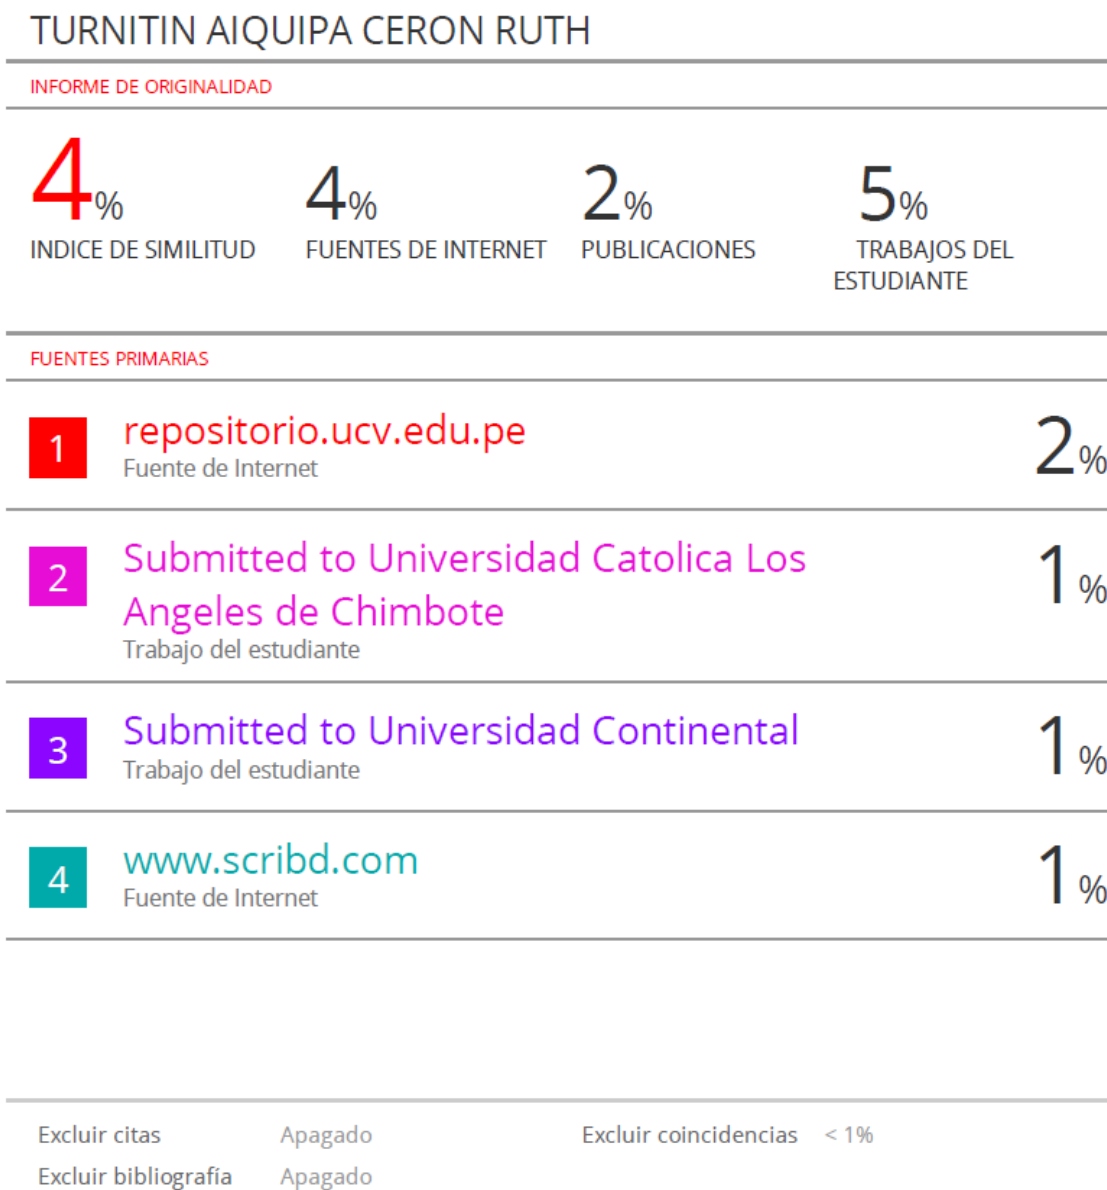 TURNITIN AIQUIPA CERON RUTH
INFORME DE ORIGINALIDAD
4% 4% 2% 5%
INDICE DE SIMILITUD FUENTES DE INTERNET PUBLICACIONES TRABAJOS DEL
ESTUDIANTE
FUENTES PRIMARIAS
1 repositorio.ucv.edu.pe 2%
Fuente de Internet
2 Submitted to Universidad Catolica Los 1%
Angeles de Chimbote
Trabajo del estudiante
3 Submitted to Universidad Continental 1%
Trabajo del estudiante
4 www.scribd.com 1%
Fuente de Internet
Excluir citas Apagado Excluir coincidencias < 1%
Excluir bibliografía Apagado